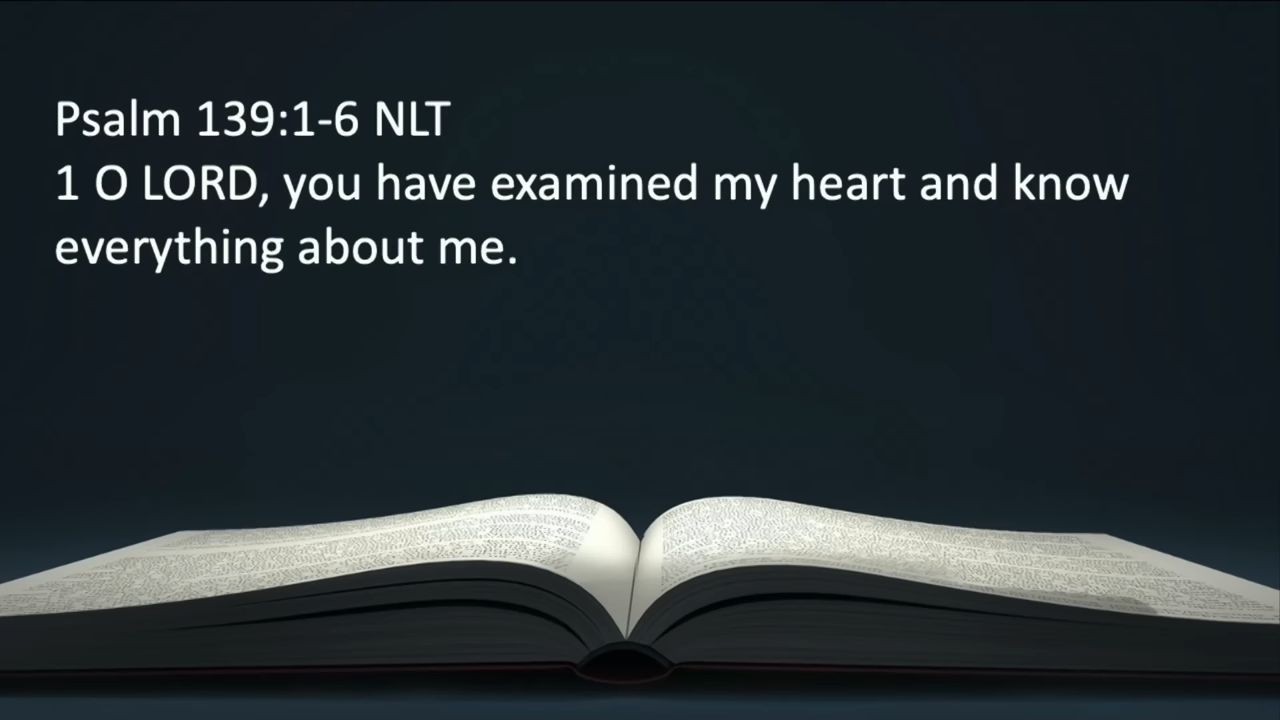 Psalm 139:1-6 NLT
1 O LORD, you have examined my heart and know
everything about me.